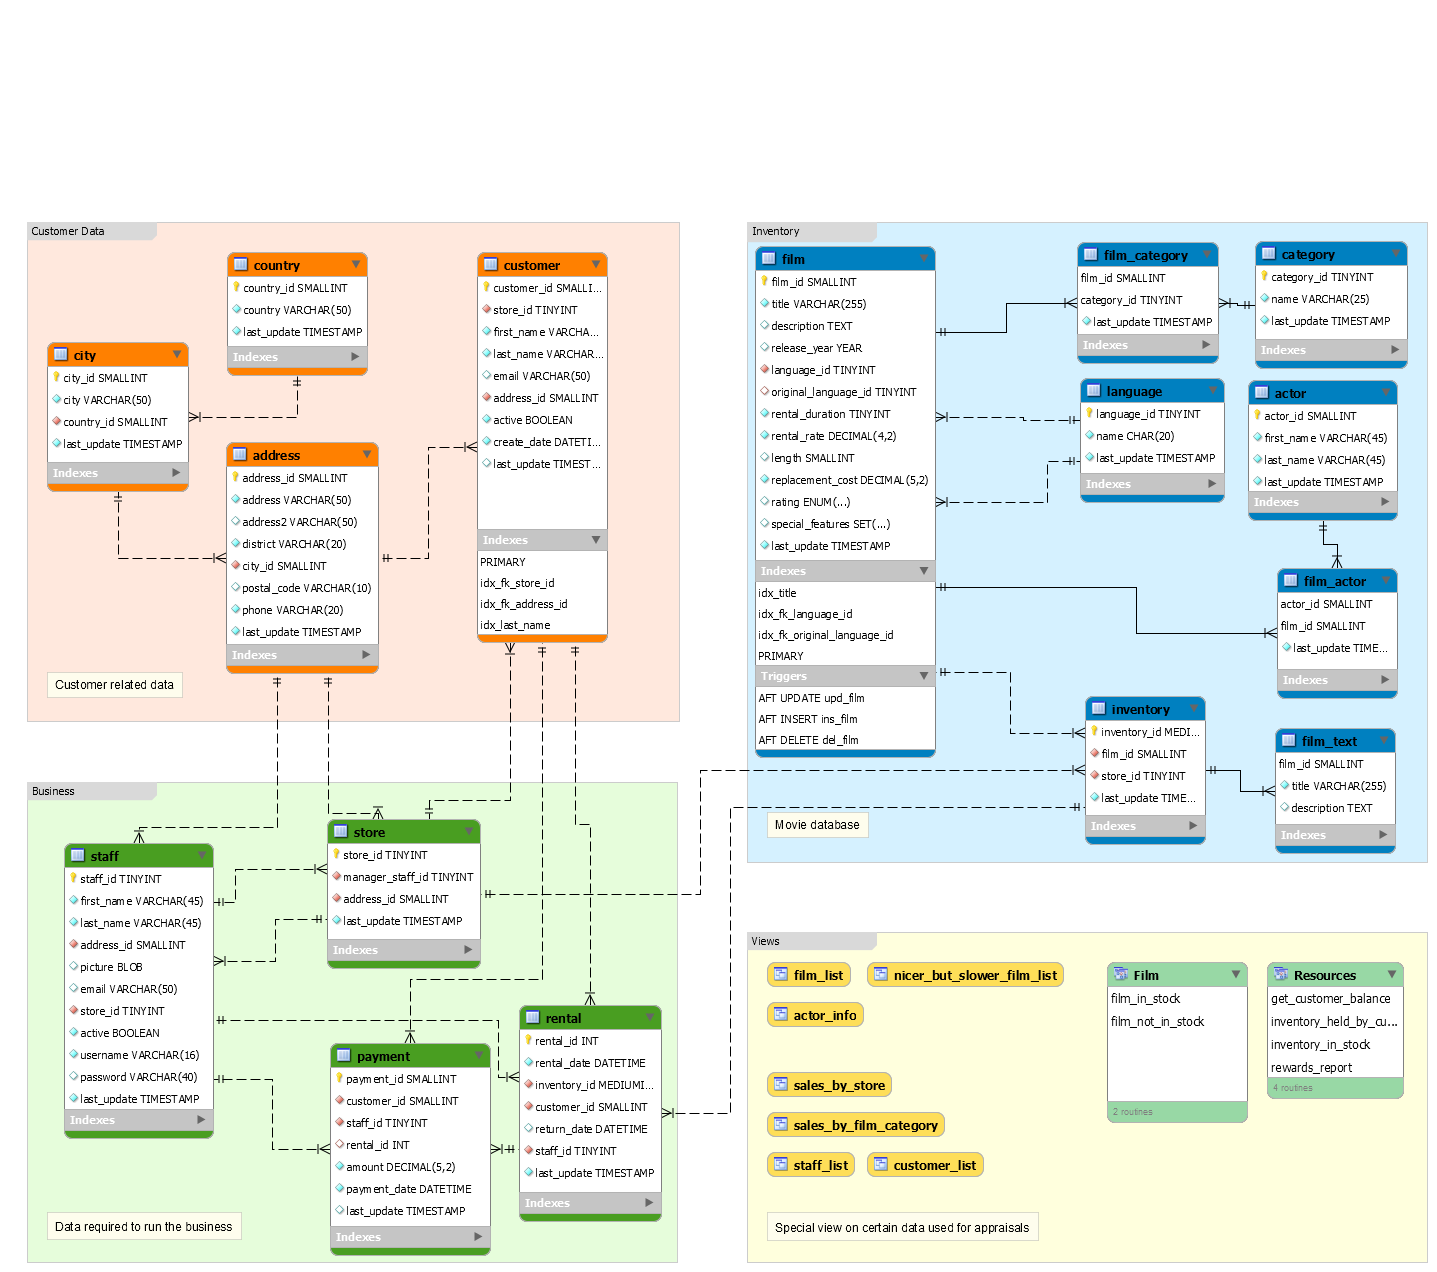 Customer Data
country
country_id SMALLINT
country VARCHAR(50)
last_update TIMESTAMP
Indexes
customer
customer_id SMALLI...
store_id TINYINT
first_name VARCHA...
last_name VARCHAR...
email VARCHAR(50)
address_id SMALLINT
active BOOLEAN
create_date DATETI...
last_update TIMEST...
Indexes
PRIMARY
idx_fk_store_id
idx_fk_address_id
idx_last_name
city
city_id SMALLINT
city VARCHAR(50)
country_id SMALLINT
last_update TIMESTAMP
Indexes
address
address_id SMALLINT
address VARCHAR(50)
address2 VARCHAR(50)
district VARCHAR(20)
city_id SMALLINT
postal_code VARCHAR(10)
phone VARCHAR(20)
last_update TIMESTAMP
Indexes
Customer related data
Inventory
film
film_id SMALLINT
title VARCHAR(255)
description TEXT
release_year YEAR
language_id TINYINT
original_language_id TINYINT
rental_duration TINYINT
rental_rate DECIMAL(4,2)
length SMALLINT
replacement_cost DECIMAL(5,2)
rating ENUM(...)
special_features SET(...)
last_update TIMESTAMP
Indexes
idx_title
idx_fk_language_id
idx_fk_original_language_id
PRIMARY
Triggers
AFT UPDATE upd_film
AFT INSERT ins_film
AFT DELETE del_film
film_category
film_id SMALLINT
category_id TINYINT
last_update TIMESTAMP
Indexes
category
category_id TINYINT
name VARCHAR(25)
last_update TIMESTAMP
Indexes
language
language_id TINYINT
name CHAR(20)
last_update TIMESTAMP
Indexes
actor
actor_id SMALLINT
first_name VARCHAR(45)
last_name VARCHAR(45)
last_update TIMESTAMP
Indexes
film_actor
actor_id SMALLINT
film_id SMALLINT
last_update TIME...
Indexes
inventory
inventory_id MEDI...
film_id SMALLINT
store_id TINYINT
last_update TIME...
Indexes
film_text
film_id SMALLINT
title VARCHAR(255)
description TEXT
Indexes
Movie database
Business
staff
staff_id TINYINT
first_name VARCHAR(45)
last_name VARCHAR(45)
address_id SMALLINT
picture BLOB
email VARCHAR(50)
store_id TINYINT
active BOOLEAN
username VARCHAR(16)
password VARCHAR(40)
last_update TIMESTAMP
Indexes
store
store_id TINYINT
manager_staff_id TINYINT
address_id SMALLINT
last_update TIMESTAMP
Indexes
payment
payment_id SMALLINT
customer_id SMALLINT
staff_id TINYINT
rental_id INT
amount DECIMAL(5,2)
payment_date DATETIME
last_update TIMESTAMP
Indexes
rental
rental_id INT
rental_date DATETIME
inventory_id MEDIUMI...
customer_id SMALLINT
return_date DATETIME
staff_id TINYINT
last_update TIMESTAMP
Indexes
Data required to run the business
Views
film_list
nicer_but_slower_film_list
actor_info
sales_by_store
sales_by_film_category
staff_list
customer_list
Film
film_in_stock
film_not_in_stock
2 routines
Resources
get_customer_balance
inventory_held_by_cu...
inventory_in_stock
rewards_report
4 routines
Special view on certain data used for appraisals